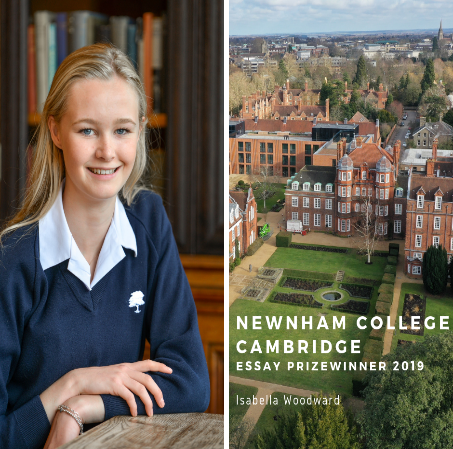 NEWNHAM COLLEGE
CAMBRIDGE
ESSAY PRIZEWINNER 2019
Isabella Woodward